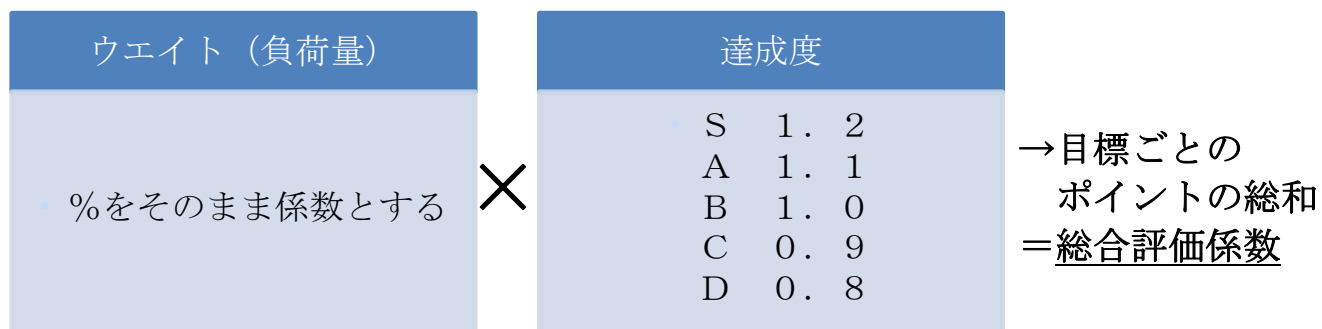 ウエイト（負荷量）
・%をそのまま係数とする
×
達成度
・ S 1．2
A 1．1
B 1．0
C 0．9
D 0．8
→目標ごとの
ポイントの総和
＝総合評価係数